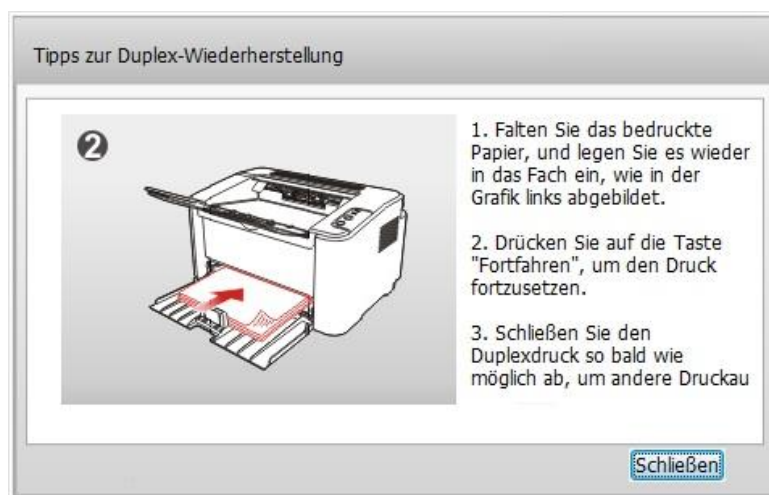 Tipps zur Duplex-Wiederherstellung
2
1. Falten Sie das bedruckte
Papier, und legen Sie es wieder
in das Fach ein, wie in der
Grafik links abgebildet.
2. Drücken Sie auf die Taste
"Fortfahren", um den Druck
fortzusetzen.
3. Schließen Sie den
Duplexdruck so bald wie
möglich ab, um andere Druckau
Schließen